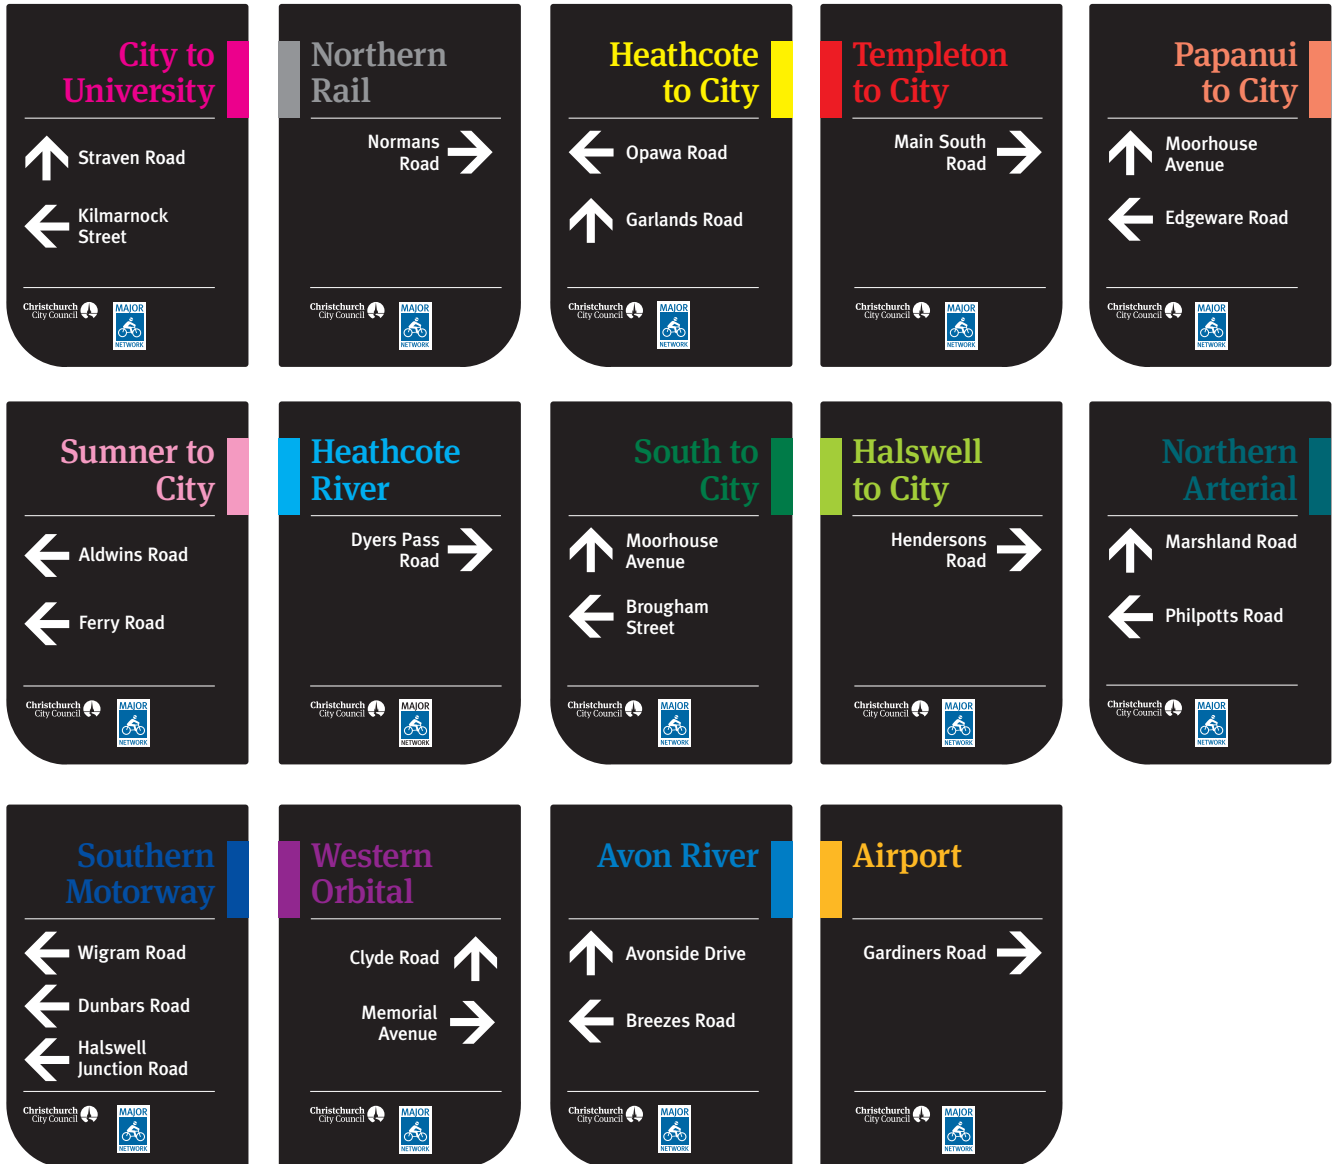 City to
University
Straven Road
Kilmarnock
Street
Christchurch
City Council
MAJOR
NETWORK
Northern
Rail
Normans
Road
Christchurch
City Council
MAJOR
NETWORK
Heathcote
to City
Opawa Road
Garlands Road
Christchurch
City Council
MAJOR
NETWORK
Templeton
to City
Main South
Road
Christchurch
City Council
MAJOR
NETWORK
Papanui
to City
Moorhouse
Avenue
Edgeware Road
Christchurch
City Council
MAJOR
NETWORK
Sumner to
City
Aldwins Road
Ferry Road
Christchurch
City Council
MAJOR
NETWORK
Heathcote
River
Dyers Pass
Road
Christchurch
City Council
MAJOR
NETWORK
South to
City
Moorhouse
Avenue
Brougham
Street
Christchurch
City Council
MAJOR
NETWORK
Halswell
to City
Hendersons
Road
Christchurch
City Council
MAJOR
NETWORK
Northern
Arterial
Marshland Road
Philpotts Road
Christchurch
City Council
MAJOR
NETWORK
Southern
Motorway
Wigram Road
Dunbars Road
Halswell
Junction Road
Christchurch
City Council
MAJOR
NETWORK
Western
Orbital
Clyde Road
Memorial
Avenue
Christchurch
City Council
MAJOR
NETWORK
Avon River
Avonside Drive
Breezes Road
Christchurch
City Council
MAJOR
NETWORK
Airport
Gardiners Road
Christchurch
City Council
MAJOR
NETWORK